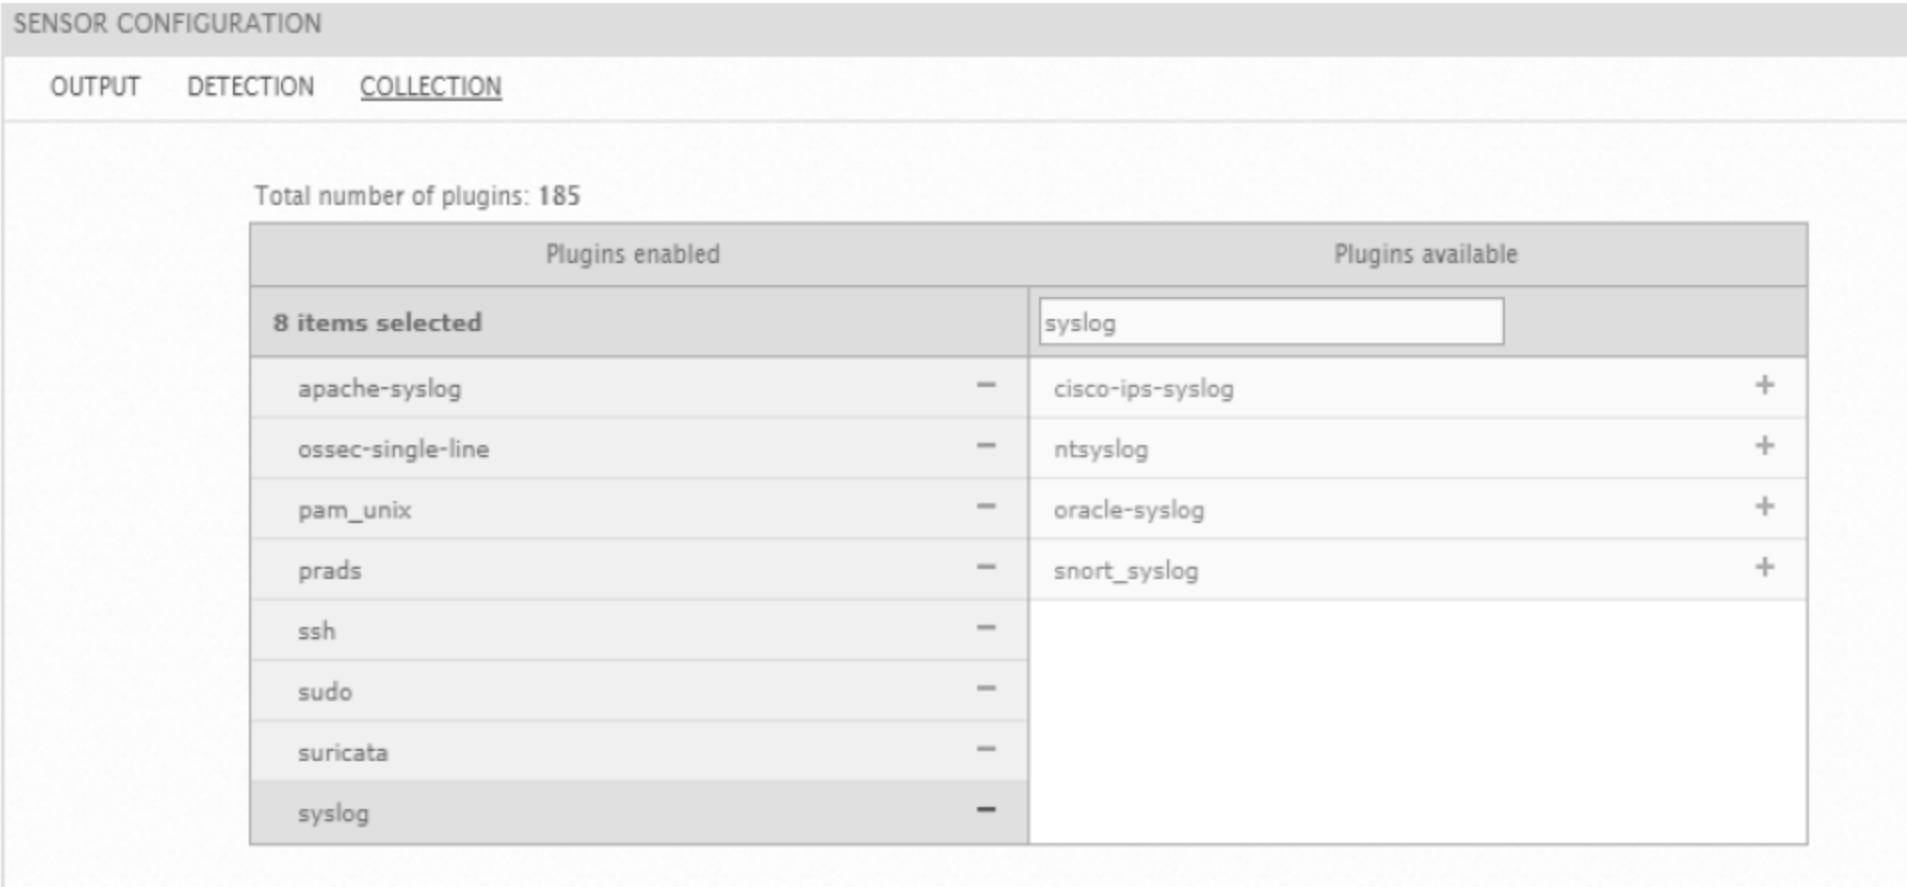 SENSOR CONFIGURATION
OUTPUT DETECTION COLLECTION
Total number of plugins: 185
Plugins enabled Plugins available
8 items selected syslog
apache-syslog − cisco-ips-syslog +
ossec-single-line − ntsyslog +
pam_unix − oracle-syslog +
prads − snort_syslog +
ssh −
sudo −
suricata −
syslog −